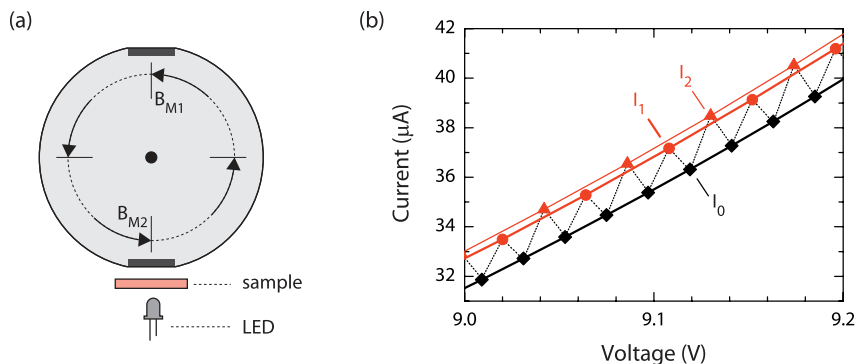 (a)
B_M1
B_M2
sample
LED
(b)
42
40
38
36
34
32
Current (μA)
I_1
I_2
I_0
9.0
9.1
9.2
Voltage (V)